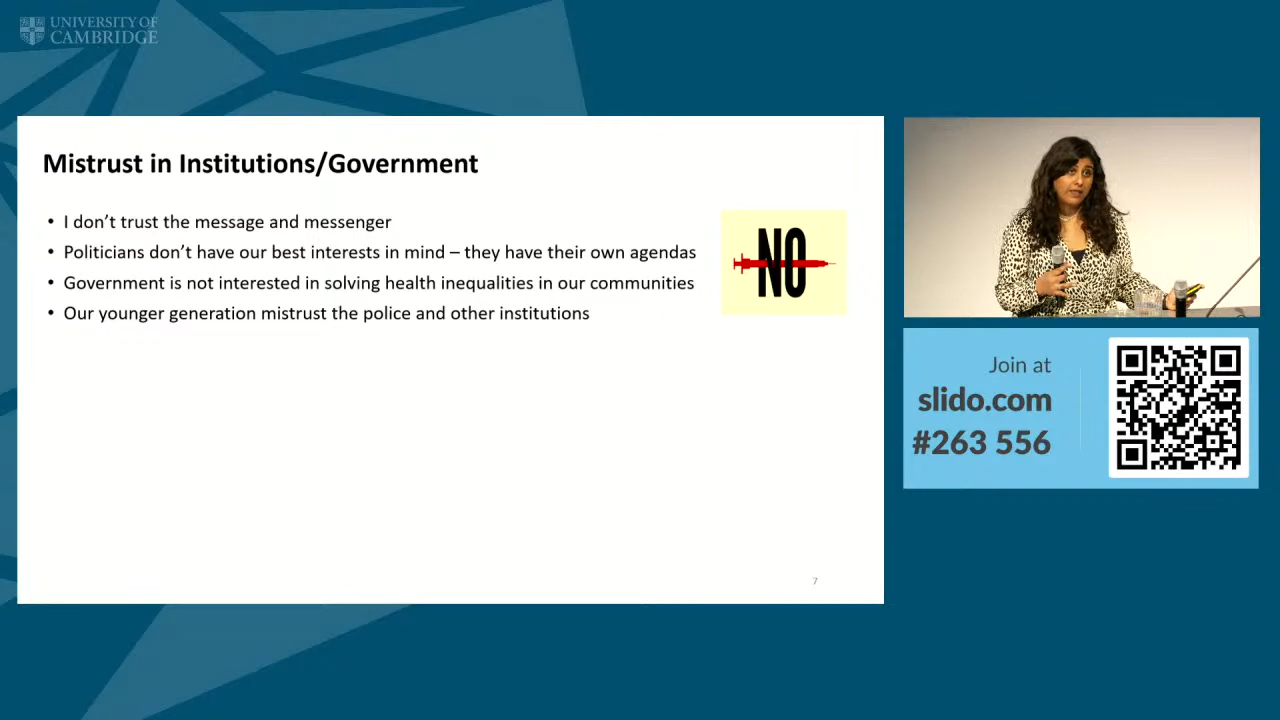 UNIVERSITY OF
CAMBRIDGE
Mistrust in Institutions/Government
• I don’t trust the message and messenger
• Politicians don’t have our best interests in mind – they have their own agendas
• Government is not interested in solving health inequalities in our communities
• Our younger generation mistrust the police and other institutions
NO
7
Join at
slido.com
#263 556